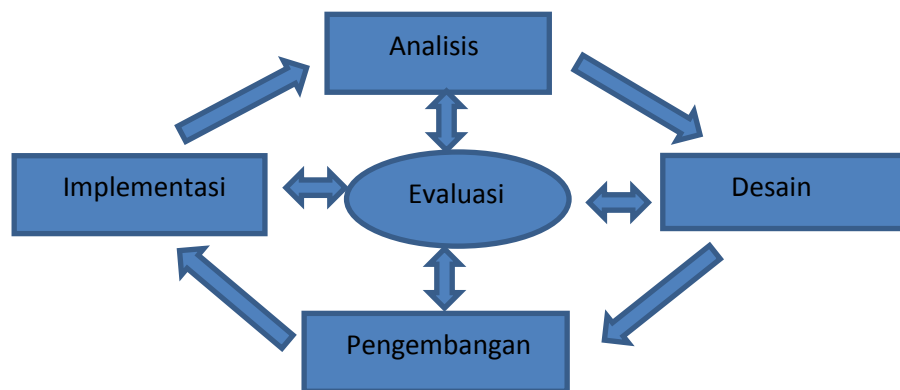 Analisis
Implementasi
Evaluasi
Desain
Pengembangan